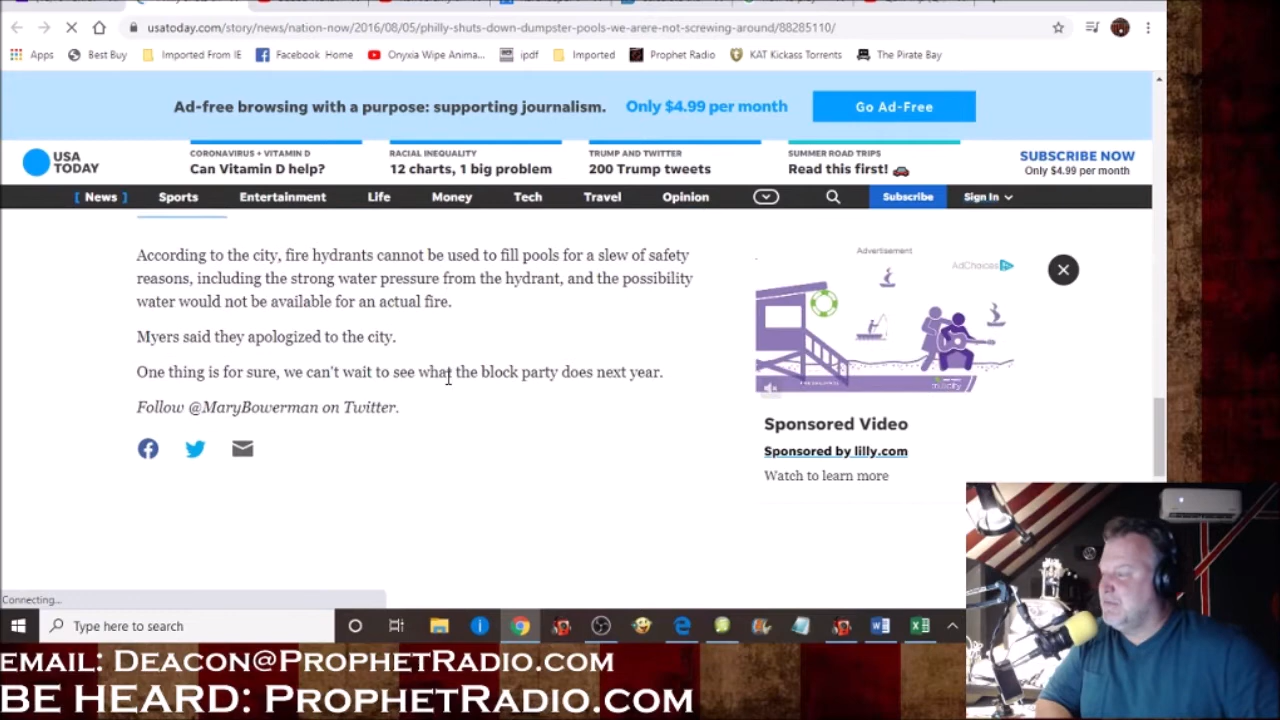 usatoday.com/story/news/nation-now/2016/08/05/philly-shuts-down-dumpster-pools-we-arere-not-screwing-around/88285110/
Apps Best Buy Imported From IE Facebook Home Onyxia Wipe Anima... ipdf Imported Prophet Radio KAT Kickass Torrents The Pirate Bay
Ad-free browsing with a purpose: supporting journalism. Only $4.99 per month Go Ad-Free
USA TODAY
CORONAVIRUS + VITAMIN D
Can Vitamin D help?
RACIAL INEQUALITY
12 charts, 1 big problem
TRUMP AND TWITTER
200 Trump tweets
SUMMER ROAD TRIPS
Read this first!
SUBSCRIBE NOW
Only $4.99 per month
[ News ] Sports Entertainment Life Money Tech Travel Opinion Subscribe Sign In
According to the city, fire hydrants cannot be used to fill pools for a slew of safety
reasons, including the strong water pressure from the hydrant, and the possibility
water would not be available for an actual fire.
Myers said they apologized to the city.
One thing is for sure, we can't wait to see what the block party does next year.
Follow @MaryBowerman on Twitter.
Advertisement
AdChoices
Sponsored Video
Sponsored by lilly.com
Watch to learn more
Connecting...
Type here to search
EMAIL: DEACON@PROPHETRADIO.COM
BE HEARD: PROPHETRADIO.COM